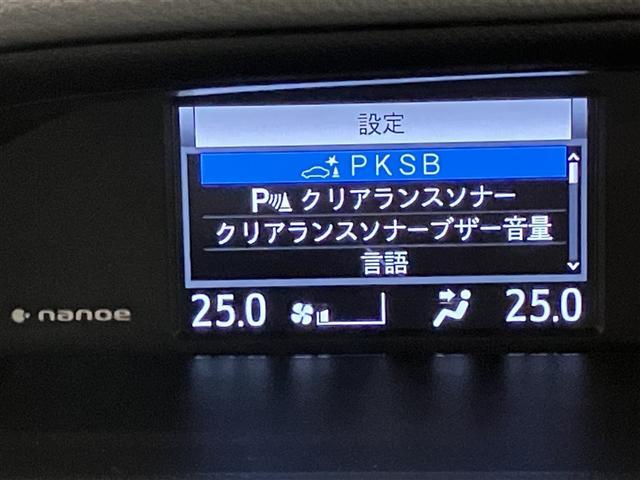 設定
PKSB
P クリアランスソナー
クリアランスソナーブザー音量
言語
nanoe
25.0 25.0